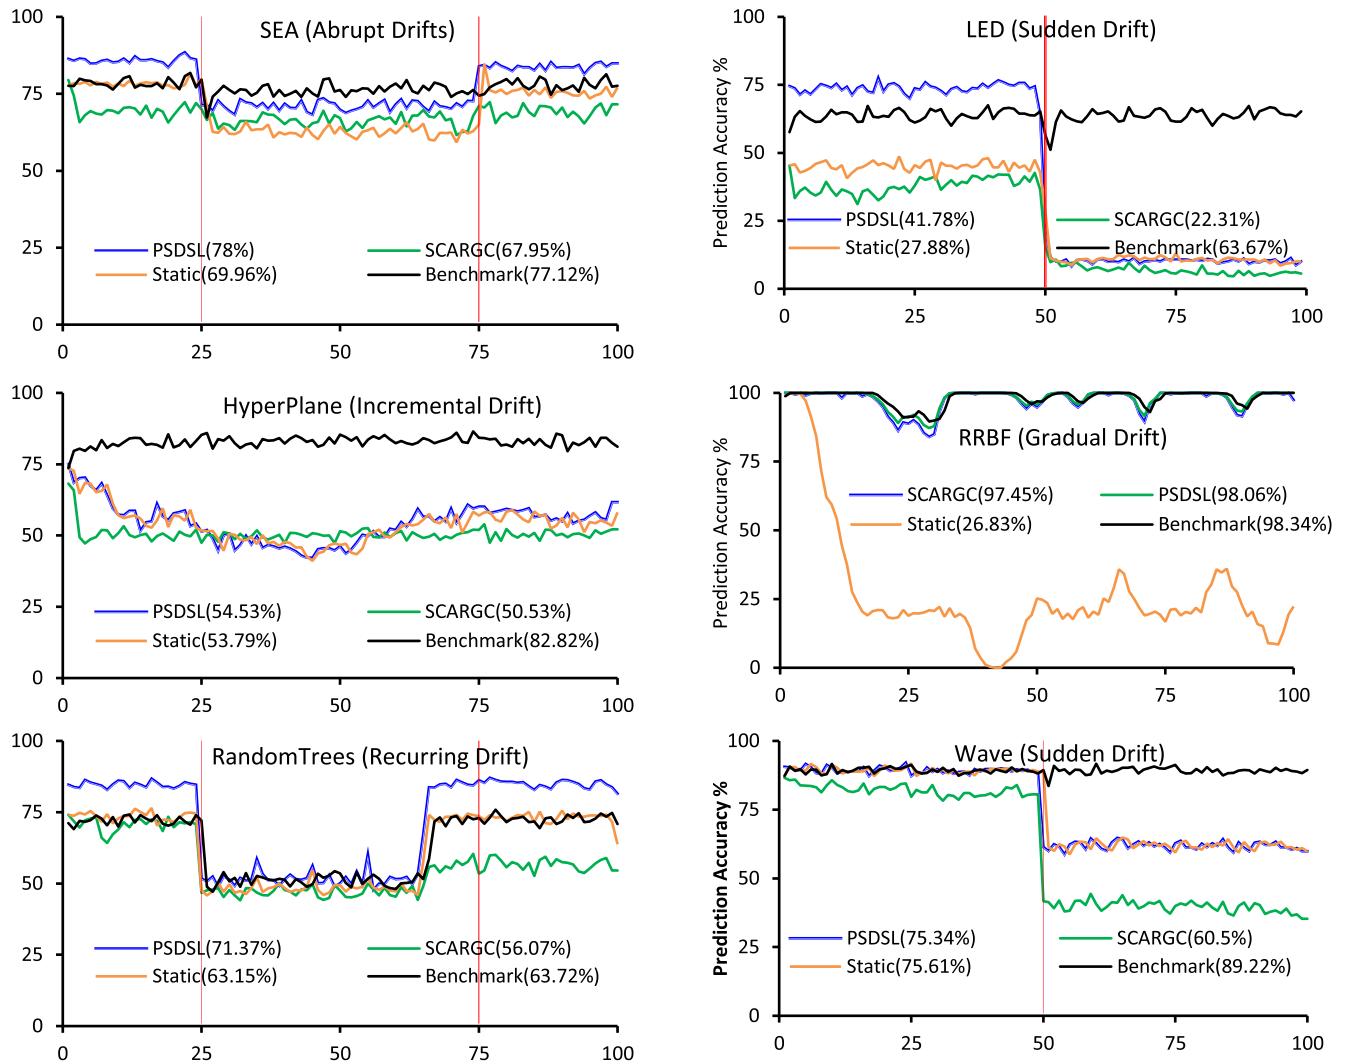 SEA (Abrupt Drifts)
100
75
50
25
0
PSDSL(78%)
SCARGC(67.95%)
Static(69.96%)
Benchmark(77.12%)
0 25 50 75 100
LED (Sudden Drift)
Prediction Accuracy %
100
75
50
25
0
PSDSL(41.78%)
SCARGC(22.31%)
Static(27.88%)
Benchmark(63.67%)
0 25 50 75 100
HyperPlane (Incremental Drift)
100
75
50
25
0
PSDSL(54.53%)
SCARGC(50.53%)
Static(53.79%)
Benchmark(82.82%)
0 25 50 75 100
RRBF (Gradual Drift)
Prediction Accuracy %
100
75
50
25
0
SCARGC(97.45%)
PSDSL(98.06%)
Static(26.83%)
Benchmark(98.34%)
0 25 50 75 100
RandomTrees (Recurring Drift)
100
75
50
25
0
PSDSL(71.37%)
SCARGC(56.07%)
Static(63.15%)
Benchmark(63.72%)
0 25 50 75 100
Wave (Sudden Drift)
Prediction Accuracy %
100
75
50
25
0
PSDSL(75.34%)
SCARGC(60.5%)
Static(75.61%)
Benchmark(89.22%)
0 25 50 75 100